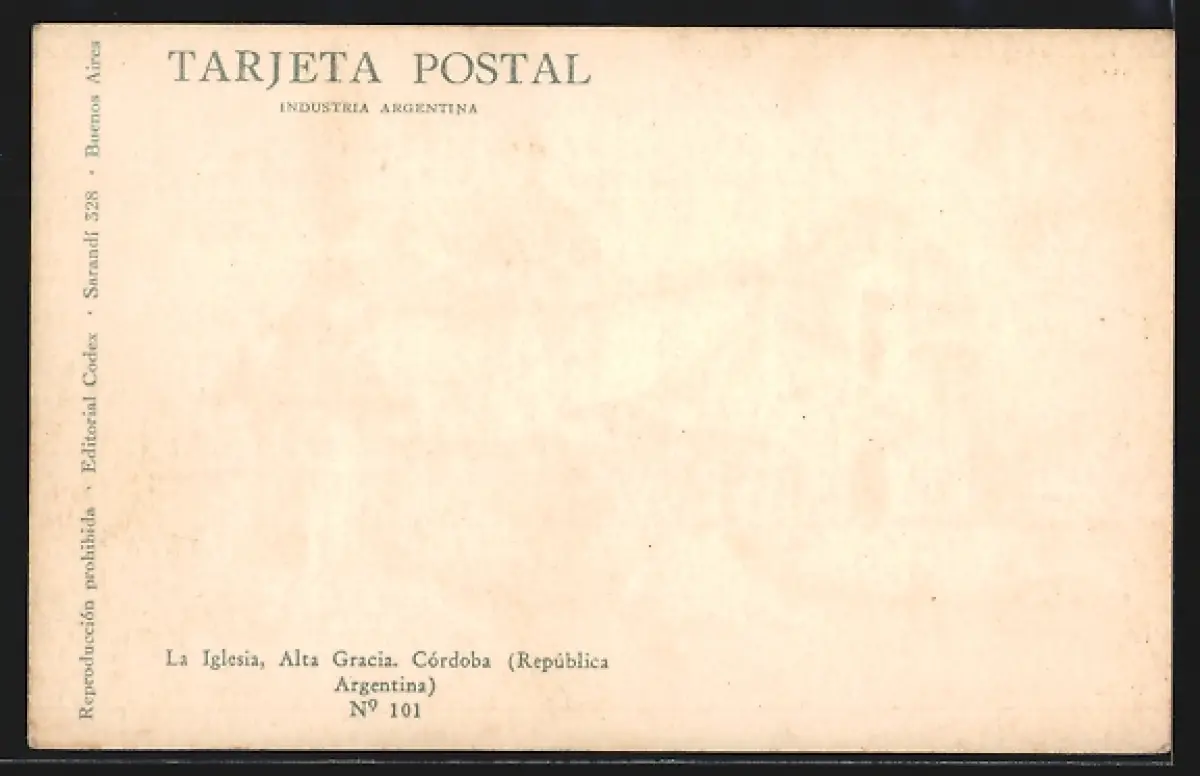 TARJETA POSTAL
INDUSTRIA ARGENTINA
Reproducción prohibida · Editorial Codex · Sarandí 328 · Buenos Aires
La Iglesia, Alta Gracia. Córdoba (República
Argentina)
Nº 101